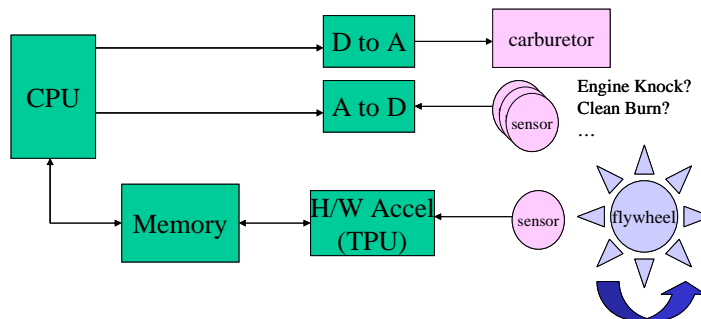 D to A
carburetor
CPU
A to D
sensor
Engine Knock?
Clean Burn?
…
Memory
H/W Accel
(TPU)
sensor
flywheel